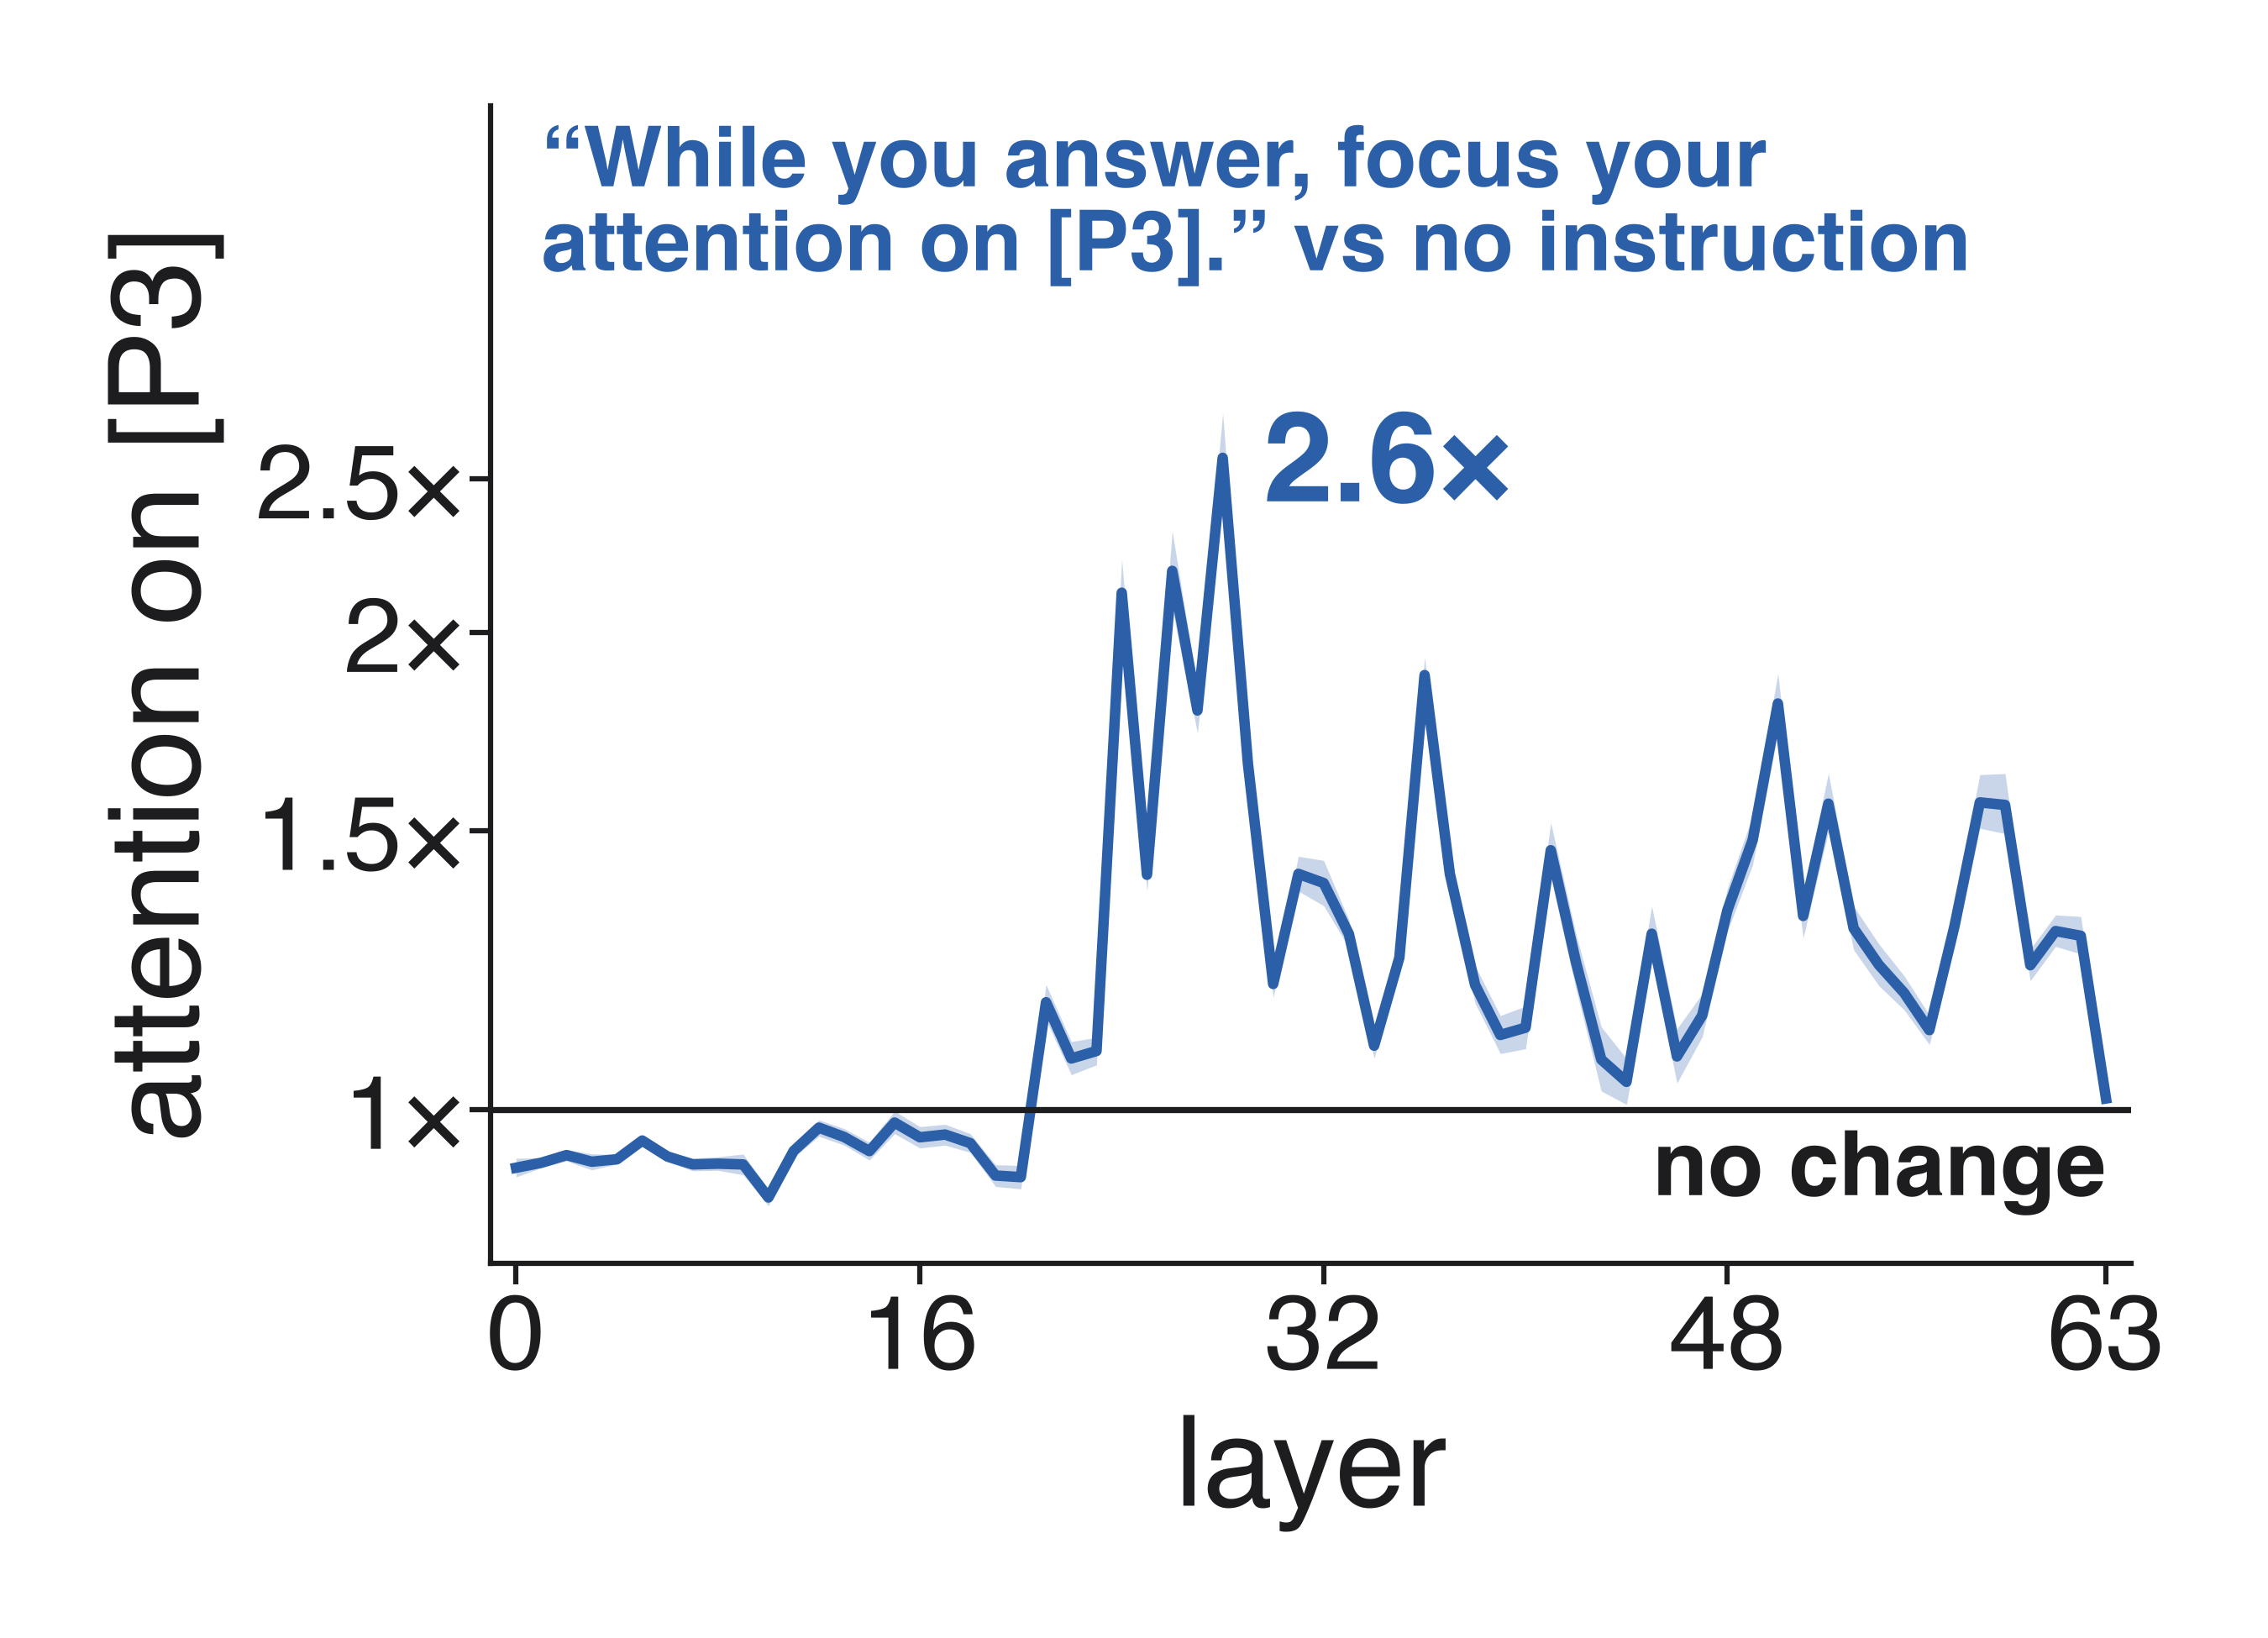 “While you answer, focus your
attention on [P3].” vs no instruction
attention on [P3]
2.6×
2.5×
2×
1.5×
1×
no change
0 16 32 48 63
layer